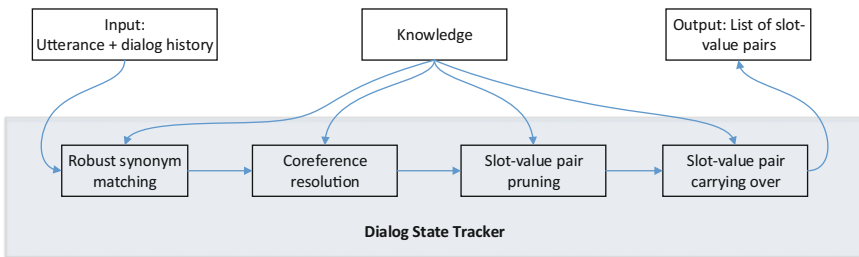 Input:
Utterance + dialog history
Knowledge
Output: List of slot-
value pairs
Robust synonym
matching
Coreference
resolution
Slot-value pair
pruning
Slot-value pair
carrying over
Dialog State Tracker